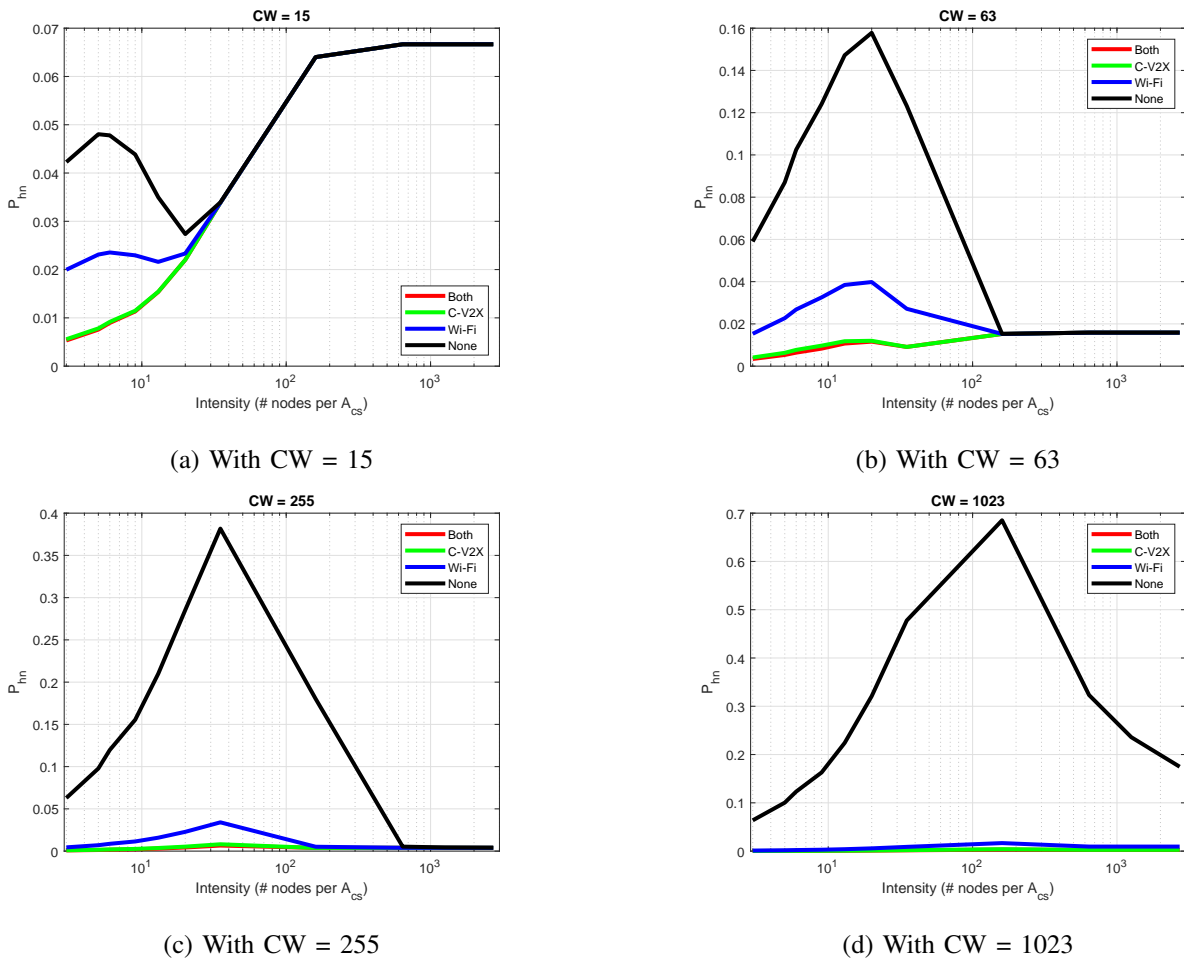 CW = 15
0.07
0.06
0.05
0.04
0.03
0.02
0.01
0
P_hn
10^1
10^2
10^3
Intensity (# nodes per A_cs)
Both
C-V2X
Wi-Fi
None
(a) With CW = 15
CW = 63
0.16
0.14
0.12
0.1
0.08
0.06
0.04
0.02
0
P_hn
10^1
10^2
10^3
Intensity (# nodes per A_cs)
Both
C-V2X
Wi-Fi
None
(b) With CW = 63
CW = 255
0.4
0.35
0.3
0.25
0.2
0.15
0.1
0.05
0
P_hn
10^1
10^2
10^3
Intensity (# nodes per A_cs)
Both
C-V2X
Wi-Fi
None
(c) With CW = 255
CW = 1023
0.7
0.6
0.5
0.4
0.3
0.2
0.1
0
P_hn
10^1
10^2
10^3
Intensity (# nodes per A_cs)
Both
C-V2X
Wi-Fi
None
(d) With CW = 1023